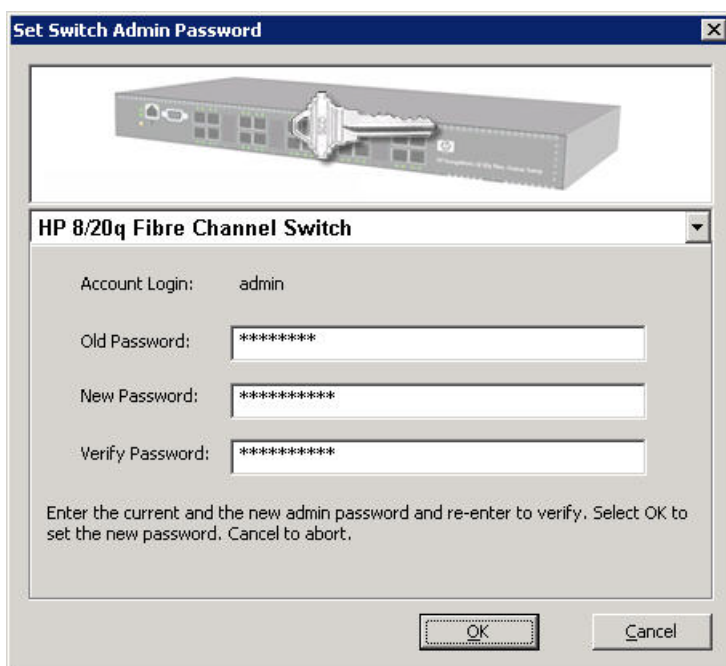 Set Switch Admin Password
HP 8/20q Fibre Channel Switch
Account Login: admin
Old Password: ********
New Password: **********
Verify Password: **********
Enter the current and the new admin password and re-enter to verify. Select OK to
set the new password. Cancel to abort.
OK Cancel